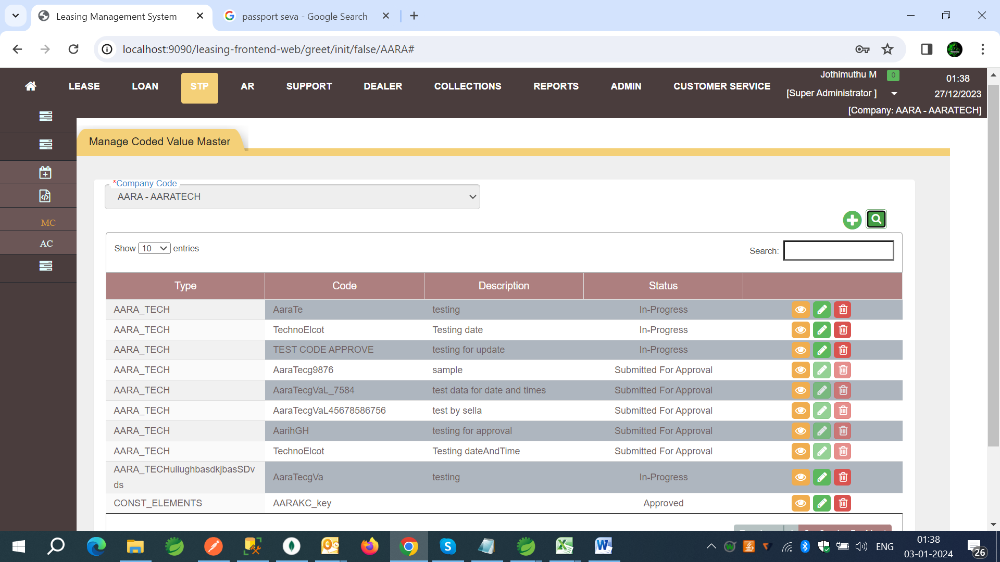 Leasing Management System
passport seva - Google Search
localhost:9090/leasing-frontend-web/greet/init/false/AARA#
LEASE LOAN STP AR SUPPORT DEALER COLLECTIONS REPORTS ADMIN CUSTOMER SERVICE
Jothimuthu M 0
[Super Administrator ]
01:38
27/12/2023
[Company: AARA - AARATECH]
MC
AC
Manage Coded Value Master
*Company Code
AARA - AARATECH
Show 10 entries
Search:
Type Code Description Status
AARA_TECH AaraTe testing In-Progress
AARA_TECH TechnoElcot Testing date In-Progress
AARA_TECH TEST CODE APPROVE testing for update In-Progress
AARA_TECH AaraTecg9876 sample Submitted For Approval
AARA_TECH AaraTecgVaL_7584 test data for date and times Submitted For Approval
AARA_TECH AaraTecgVaL45678586756 test by sella Submitted For Approval
AARA_TECH AarihGH testing for approval Submitted For Approval
AARA_TECH TechnoElcot Testing dateAndTime Submitted For Approval
AARA_TECHuiiughbasdkjbasSDv
ds AaraTecgVa testing In-Progress
CONST_ELEMENTS AARAKC_key Approved
ENG
01:38
03-01-2024
26